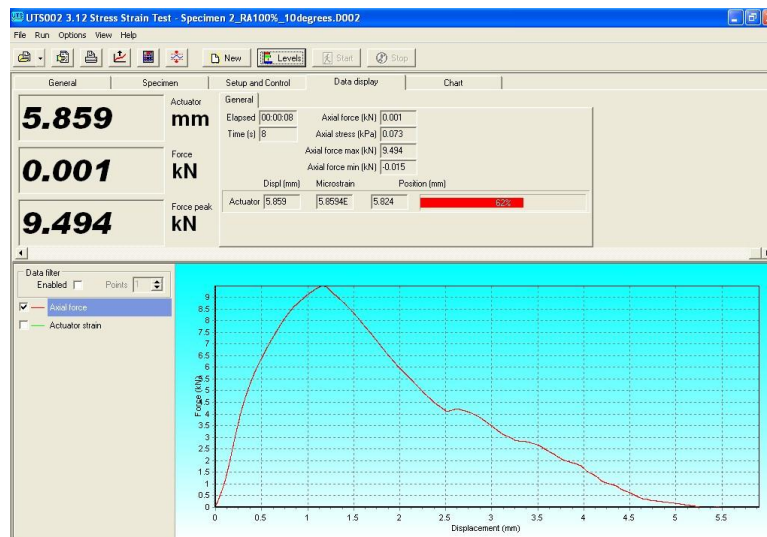 UTS002 3.12 Stress Strain Test - Specimen 2_RA100%_10degrees.D002
File Run Options View Help
New Levels Start Stop
General Specimen Setup and Control Data display Chart
5.859 Actuator mm
0.001 Force kN
9.494 Force peak kN
General
Elapsed 00:00:08 Axial force (kN) 0.001
Time (s) 8 Axial stress (kPa) 0.073
Axial force max (kN) 9.494
Axial force min (kN) -0.015
Displ (mm) Microstrain Position (mm)
Actuator 5.859 5.8594E 5.824 62%
Data filter
Enabled Points 1
Axial force
Actuator strain
Force (kN)
9
8.5
8
7.5
7
6.5
6
5.5
5
4.5
4
3.5
3
2.5
2
1.5
1
0.5
0
0 0.5 1 1.5 2 2.5 3 3.5 4 4.5 5 5.5
Displacement (mm)